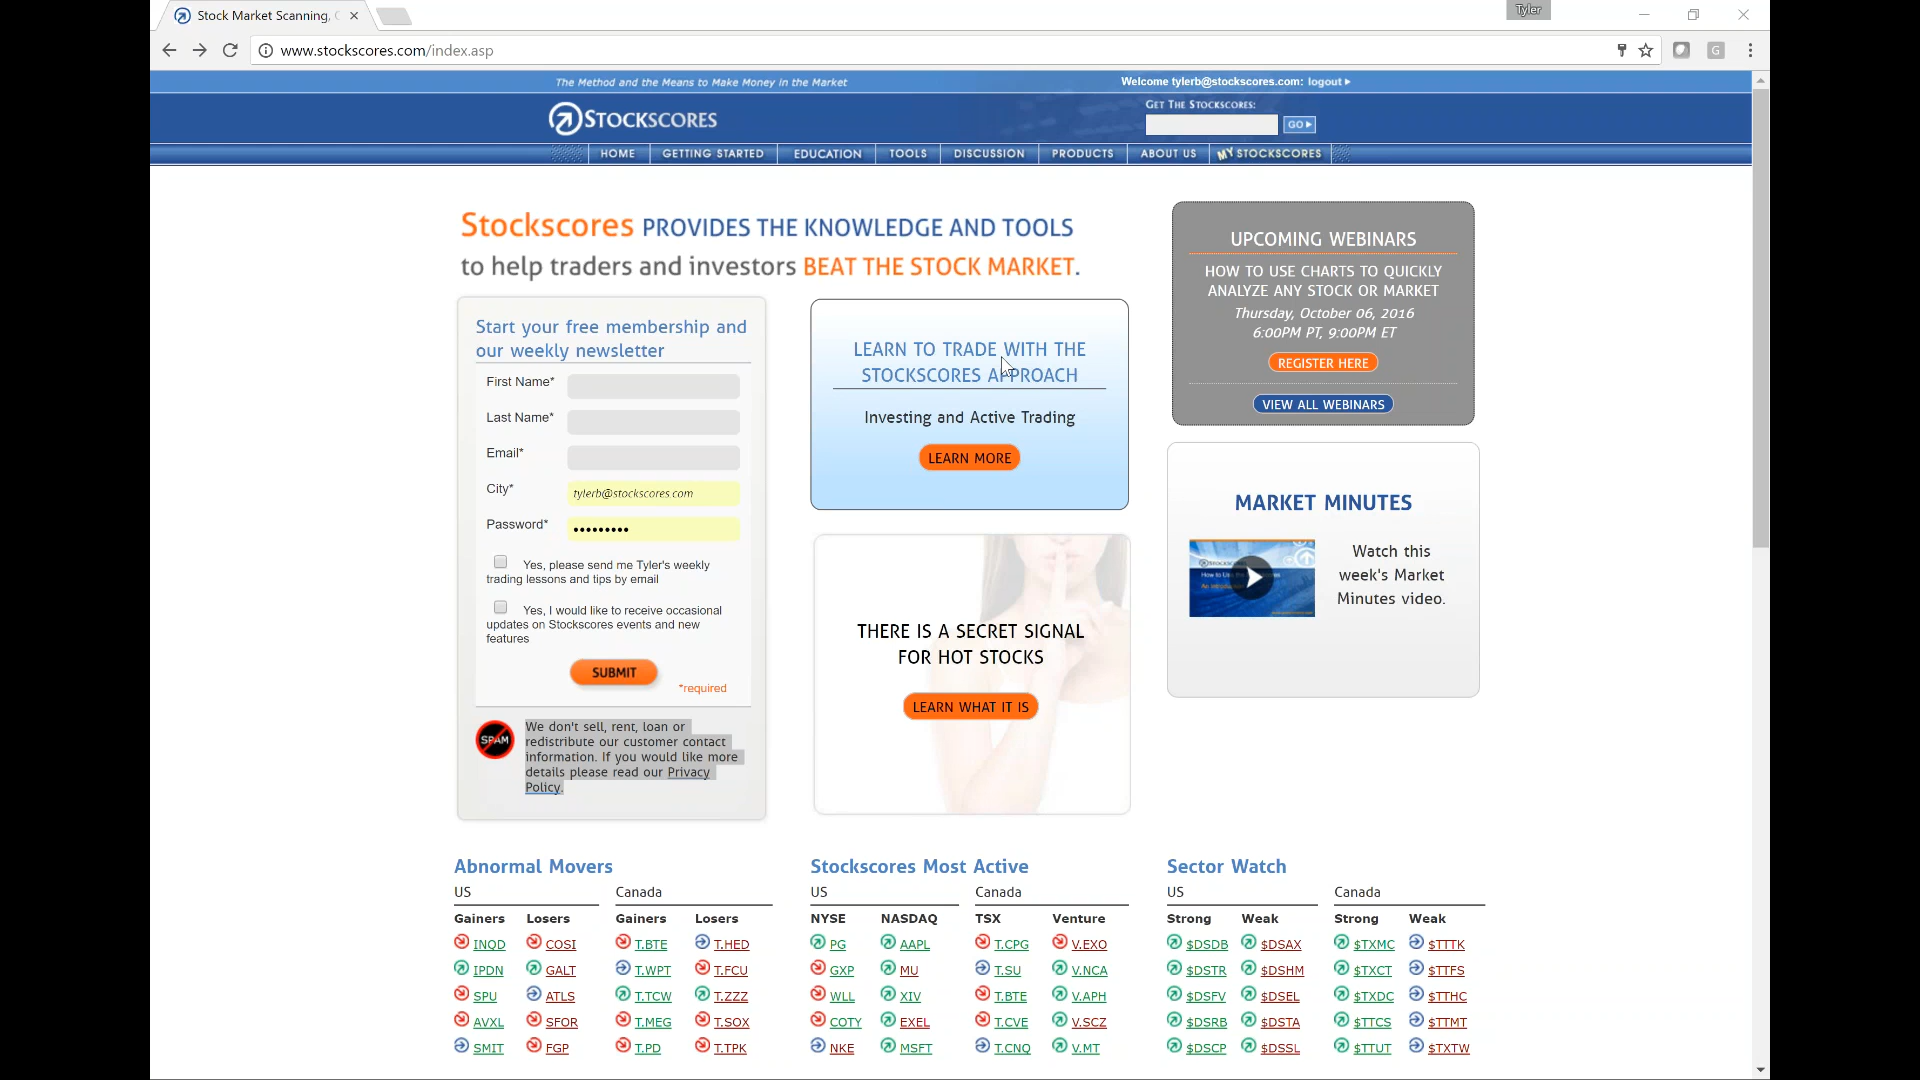 Stock Market Scanning, C
Tyler
www.stockscores.com/index.asp
G
The Method and the Means to Make Money in the Market
Welcome tylerb@stockscores.com: logout
STOCKSCORES
GET THE STOCKSCORES:
GO
HOME GETTING STARTED EDUCATION TOOLS DISCUSSION PRODUCTS ABOUT US MY STOCKSCORES
Stockscores PROVIDES THE KNOWLEDGE AND TOOLS
to help traders and investors BEAT THE STOCK MARKET.
Start your free membership and
our weekly newsletter
First Name*
Last Name*
Email*
City* tylerb@stockscores.com
Password* •••••••••
Yes, please send me Tyler's weekly
trading lessons and tips by email
Yes, I would like to receive occasional
updates on Stockscores events and new
features
SUBMIT
*required
SPAM
We don't sell, rent, loan or
redistribute our customer contact
information. If you would like more
details please read our Privacy
Policy.
LEARN TO TRADE WITH THE
STOCKSCORES APPROACH
Investing and Active Trading
LEARN MORE
THERE IS A SECRET SIGNAL
FOR HOT STOCKS
LEARN WHAT IT IS
UPCOMING WEBINARS
HOW TO USE CHARTS TO QUICKLY
ANALYZE ANY STOCK OR MARKET
Thursday, October 06, 2016
6:00PM PT, 9:00PM ET
REGISTER HERE
VIEW ALL WEBINARS
MARKET MINUTES
Watch this
week's Market
Minutes video.
Abnormal Movers
US Canada
Gainers Losers Gainers Losers
INQD COSI T.BTE T.HED
IPDN GALT T.WPT T.FCU
SPU ATLS T.TCW T.ZZZ
AVXL SFOR T.MEG T.SOX
SMIT FGP T.PD T.TPK
Stockscores Most Active
US Canada
NYSE NASDAQ TSX Venture
PG AAPL T.CPG V.EXO
GXP MU T.SU V.NCA
WLL XIV T.BTE V.APH
COTY EXEL T.CVE V.SCZ
NKE MSFT T.CNQ V.MT
Sector Watch
US Canada
Strong Weak Strong Weak
$DSDB $DSAX $TXMC $TTTK
$DSTR $DSHM $TXCT $TTFS
$DSFV $DSEL $TXDC $TTHC
$DSRB $DSTA $TTCS $TTMT
$DSCP $DSSL $TTUT $TXTW